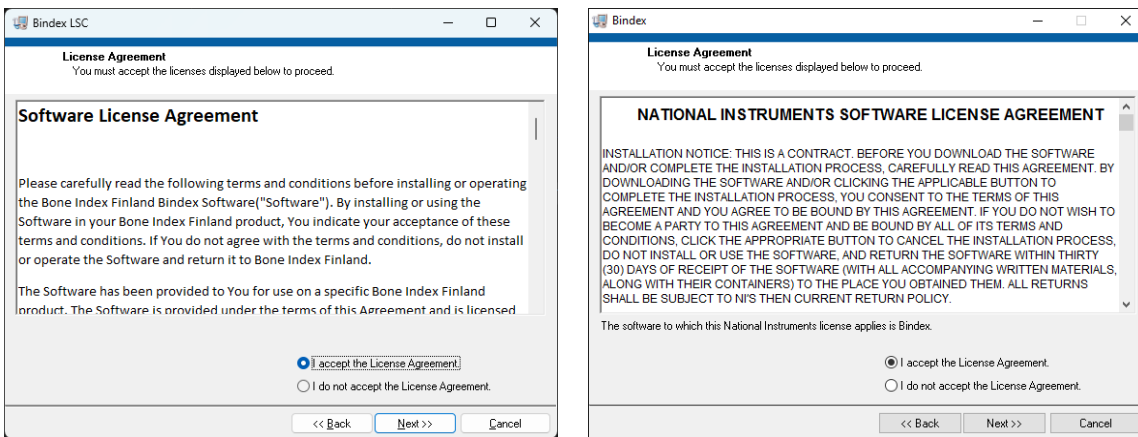 Bindex LSC
License Agreement
You must accept the licenses displayed below to proceed.
Software License Agreement
Please carefully read the following terms and conditions before installing or operating
the Bone Index Finland Bindex Software("Software"). By installing or using the
Software in your Bone Index Finland product, You indicate your acceptance of these
terms and conditions. If You do not agree with the terms and conditions, do not install
or operate the Software and return it to Bone Index Finland.
The Software has been provided to You for use on a specific Bone Index Finland
product. The Software is provided under the terms of this Agreement and is licensed
I accept the License Agreement.
I do not accept the License Agreement.
<< Back
Next >>
Cancel
Bindex
License Agreement
You must accept the licenses displayed below to proceed.
NATIONAL INSTRUMENTS SOFTWARE LICENSE AGREEMENT
INSTALLATION NOTICE: THIS IS A CONTRACT. BEFORE YOU DOWNLOAD THE SOFTWARE
AND/OR COMPLETE THE INSTALLATION PROCESS, CAREFULLY READ THIS AGREEMENT. BY
DOWNLOADING THE SOFTWARE AND/OR CLICKING THE APPLICABLE BUTTON TO
COMPLETE THE INSTALLATION PROCESS, YOU CONSENT TO THE TERMS OF THIS
AGREEMENT AND YOU AGREE TO BE BOUND BY THIS AGREEMENT. IF YOU DO NOT WISH TO
BECOME A PARTY TO THIS AGREEMENT AND BE BOUND BY ALL OF ITS TERMS AND
CONDITIONS, CLICK THE APPROPRIATE BUTTON TO CANCEL THE INSTALLATION PROCESS,
DO NOT INSTALL OR USE THE SOFTWARE, AND RETURN THE SOFTWARE WITHIN THIRTY
(30) DAYS OF RECEIPT OF THE SOFTWARE (WITH ALL ACCOMPANYING WRITTEN MATERIALS,
ALONG WITH THEIR CONTAINERS) TO THE PLACE YOU OBTAINED THEM. ALL RETURNS
SHALL BE SUBJECT TO NI'S THEN CURRENT RETURN POLICY.
The software to which this National Instruments license applies is Bindex.
I accept the License Agreement.
I do not accept the License Agreement.
<< Back
Next >>
Cancel